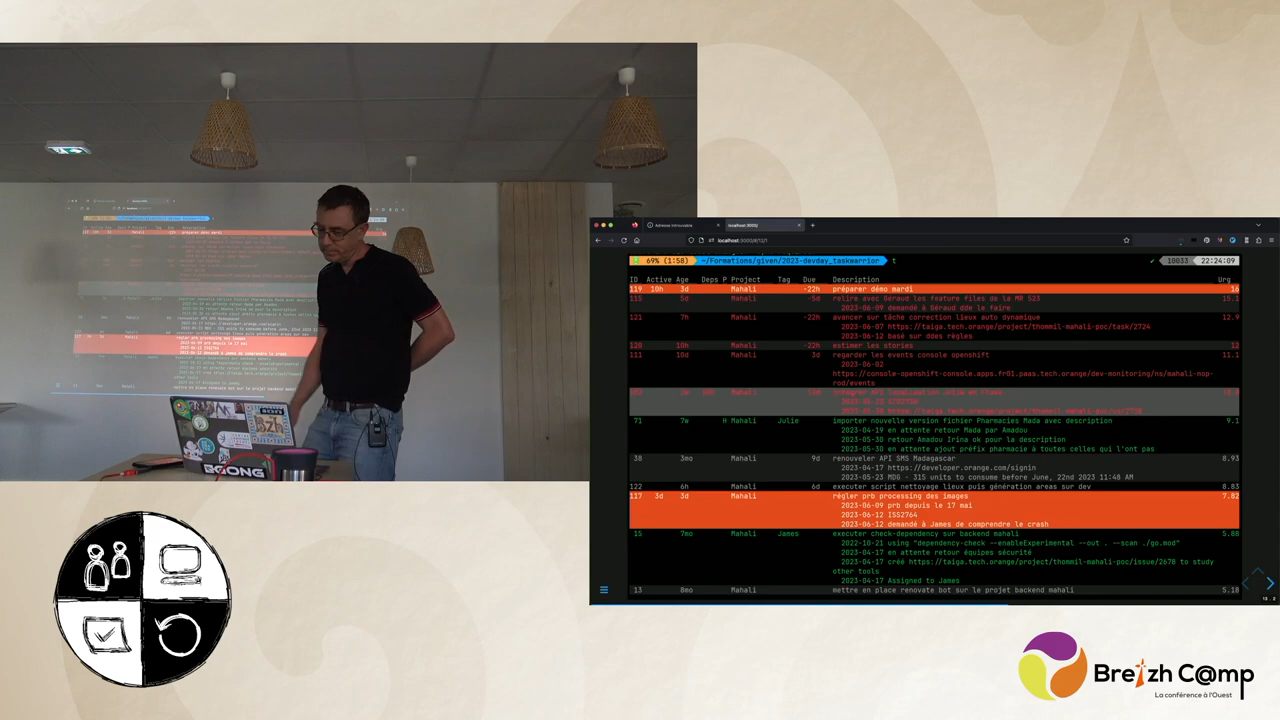 Adresse introuvable
localhost:3000/
localhost:3000/#/12/1
69% (1:58) ~/Formations/given/2023-devday_taskwarrior t ✔ 10033 22:24:09
ID Active Age Deps P Project Tag Due Description Urg
119 10h 3d Mahali -22h préparer démo mardi 16
115 5d Mahali -5d relire avec Géraud les feature files de la MR 523 15.1
2023-06-09 demandé à Géraud dde le faire
121 7h Mahali -22h avancer sur tâche correction lieux auto dynamique 12.9
2023-06-07 https://taiga.tech.orange/project/thommil-mahali-poc/task/2724
2023-06-12 basé sur ddes règles
120 10h Mahali -22h estimer les stories 12
111 10d Mahali 3d regarder les events console openshift 11.1
2023-06-02
https://console-openshift-console.apps.fr01.paas.tech.orange/dev-monitoring/ns/mahali-nop-
rod/events
71 7w H Mahali Julie importer nouvelle version fichier Pharmacies Mada avec description 9.1
2023-04-19 en attente retour Mada par Amadou
2023-05-30 retour Amadou Irina ok pour la description
2023-05-30 en attente ajout préfix pharmacie à toutes celles qui l'ont pas
38 3mo Mahali 9d renouveler API SMS Madagascar 8.93
2023-04-17 https://developer.orange.com/signin
2023-05-23 MDG - 315 units to consume before June, 22nd 2023 11:48 AM
122 6h Mahali 6d executer script nettoyage lieux puis génération areas sur dev 8.83
117 3d 3d Mahali régler prb processing des images 7.82
2023-06-09 prb depuis le 17 mai
2023-06-12 ISS2764
2023-06-12 demandé à James de comprendre le crash
15 7mo Mahali James executer check-dependency sur backend mahali 5.88
2022-10-21 using "dependency-check --enableExperimental --out . --scan ./go.mod"
2023-04-17 en attente retour équipes sécurité
2023-04-17 créé https://taiga.tech.orange/project/thommil-mahali-poc/issue/2678 to study
other tools
2023-04-17 Assigned to James
13 8mo Mahali mettre en place renovate bot sur le projet backend mahali 5.18
BZH
GOONG
Breizh C@mp
La conférence à l'Ouest